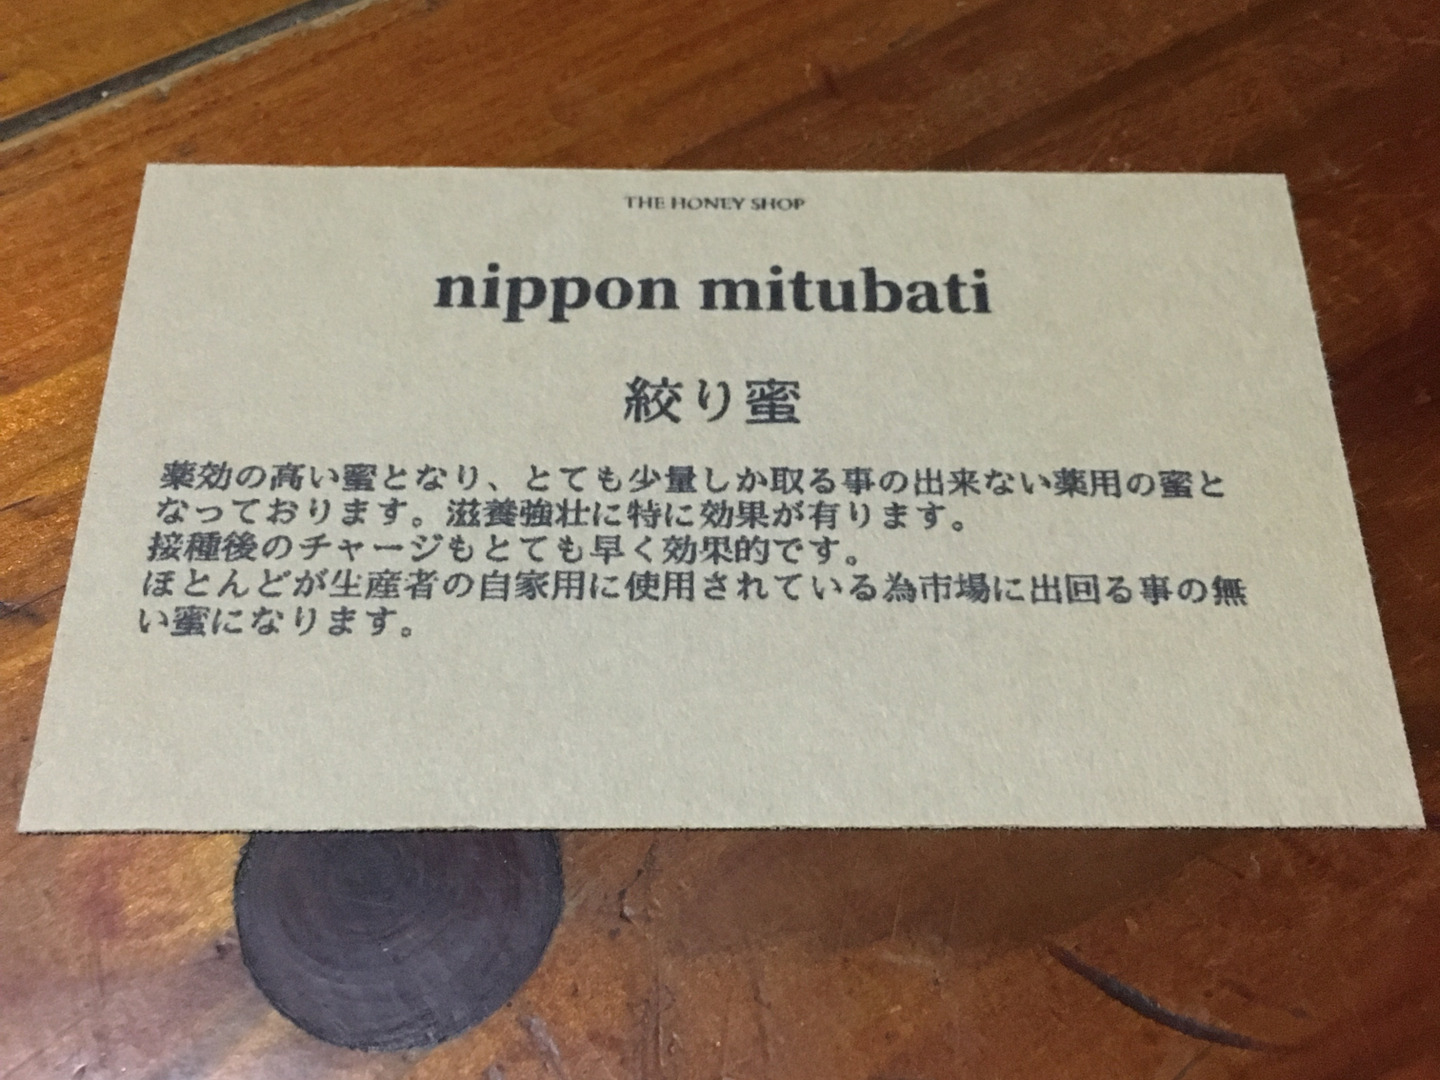 THE HONEY SHOP
nippon mitubati
絞り蜜
薬効の高い蜜となり、とても少量しか取る事の出来ない薬用の蜜と
なっております。滋養強壮に特に効果が有ります。
接種後のチャージもとても早く効果的です。
ほとんどが生産者の自家用に使用されている為市場に出回る事の無
い蜜になります。